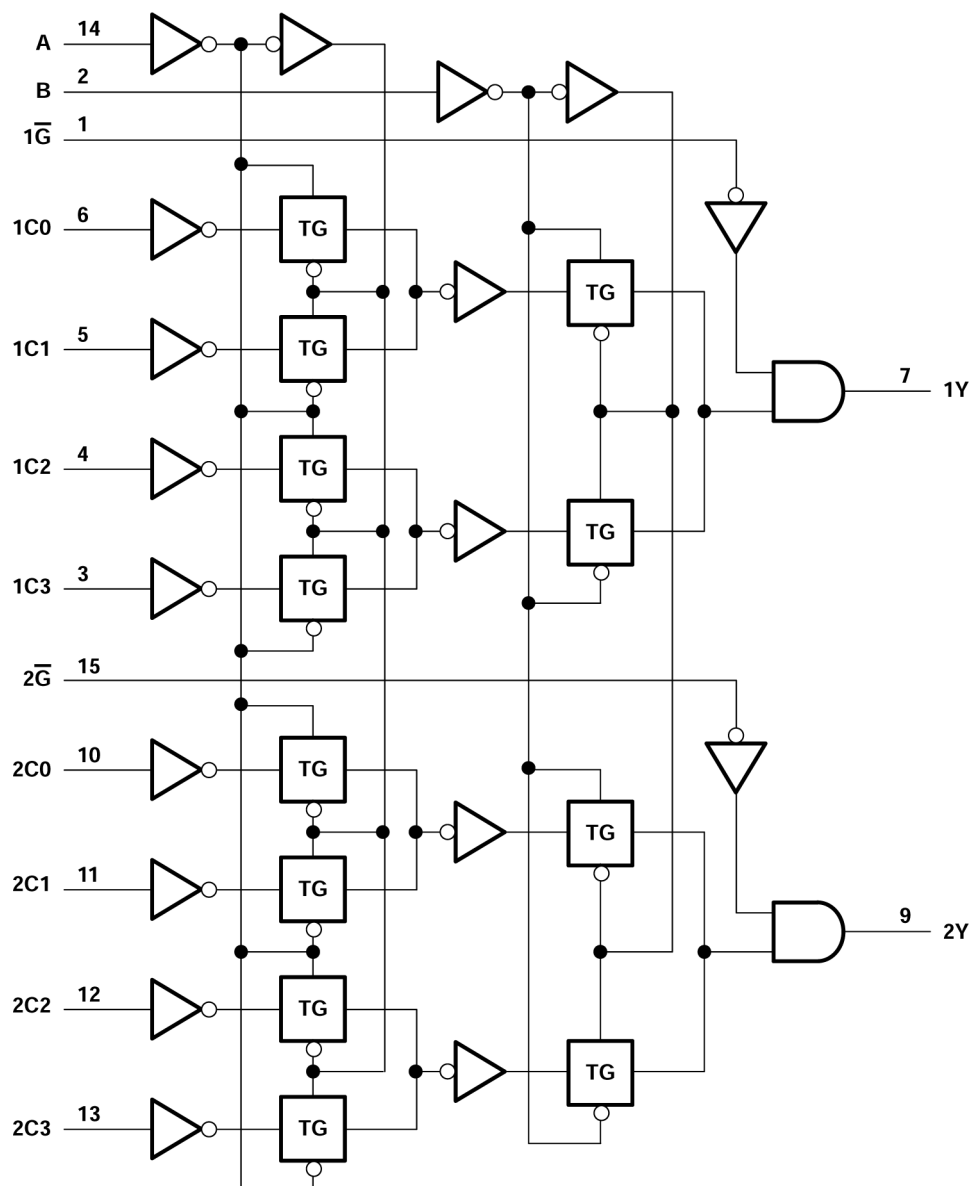 A 14
B 2
1G̅ 1
1C0 6 TG
TG
1C1 5 TG
7 1Y
1C2 4 TG
TG
1C3 3 TG
2G̅ 15
2C0 10 TG
TG
2C1 11 TG
9 2Y
2C2 12 TG
TG
2C3 13 TG